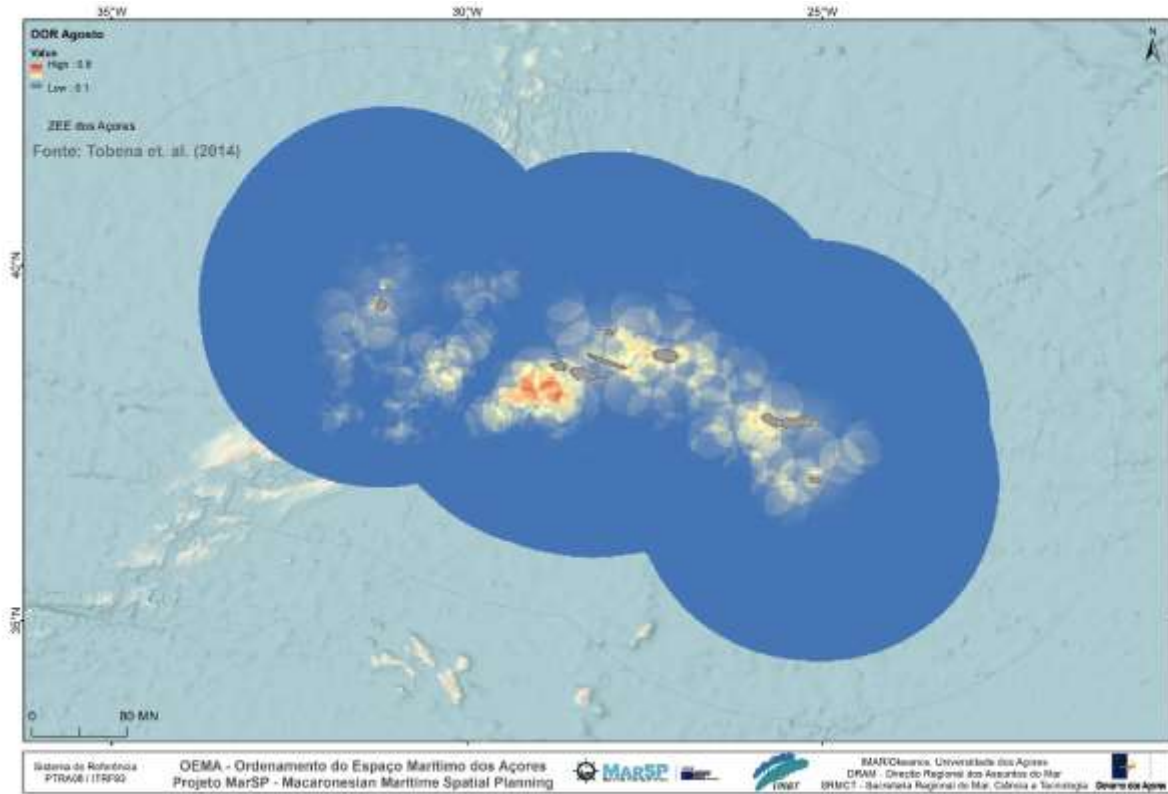 35°W
30°W
25°W
DDR Agosto
Value
High : 0.8
Low : 0.1
ZEE dos Açores
Fonte: Tobena et. al. (2014)
N
40°N
35°N
0 80 MN
Sistema de Referência
PTRA08 / ITRF93
OEMA - Ordenamento do Espaço Marítimo dos Açores
Projeto MarSP - Macaronesian Maritime Spatial Planning
MARSP
IMAR
IMAR/Okeanos, Universidade dos Açores
DRAM - Direção Regional dos Assuntos do Mar
SRMCT - Secretaria Regional do Mar, Ciência e Tecnologia
Governo dos Açores